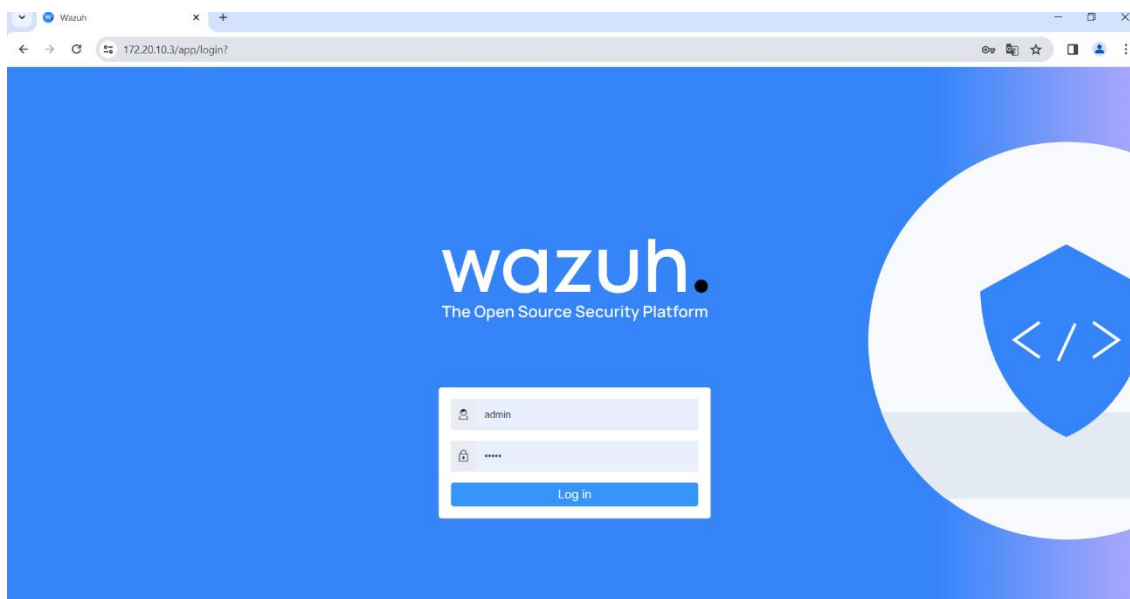 Wazuh
172.20.10.3/app/login?
wazuh.
The Open Source Security Platform
</>
admin
•••••
Log in